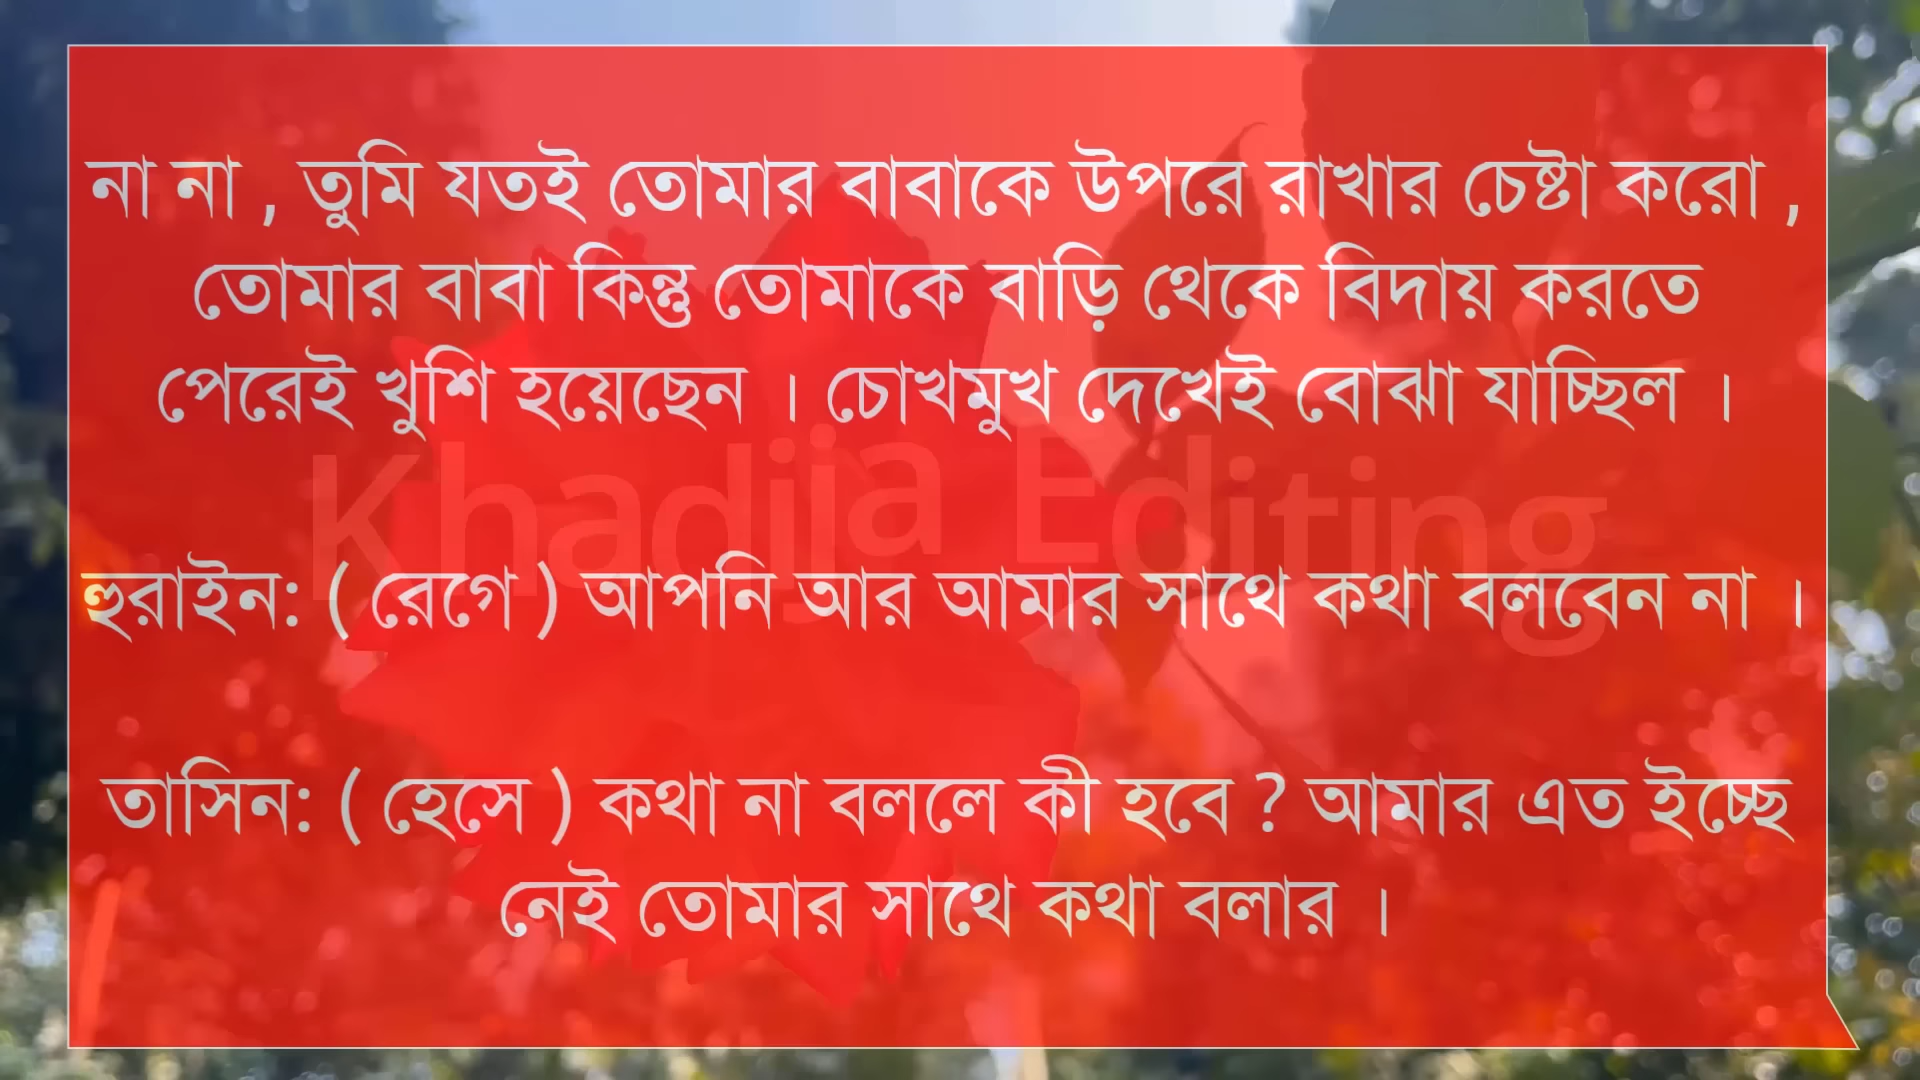 না না , তুমি যতই তোমার বাবাকে উপরে রাখার চেষ্টা করো ,
তোমার বাবা কিন্তু তোমাকে বাড়ি থেকে বিদায় করতে
পেরেই খুশি হয়েছেন । চোখমুখ দেখেই বোঝা যাচ্ছিল ।
Khadija Editing
হুরাইন: ( রেগে ) আপনি আর আমার সাথে কথা বলবেন না ।
তাসিন: ( হেসে ) কথা না বললে কী হবে ? আমার এত ইচ্ছে
নেই তোমার সাথে কথা বলার ।